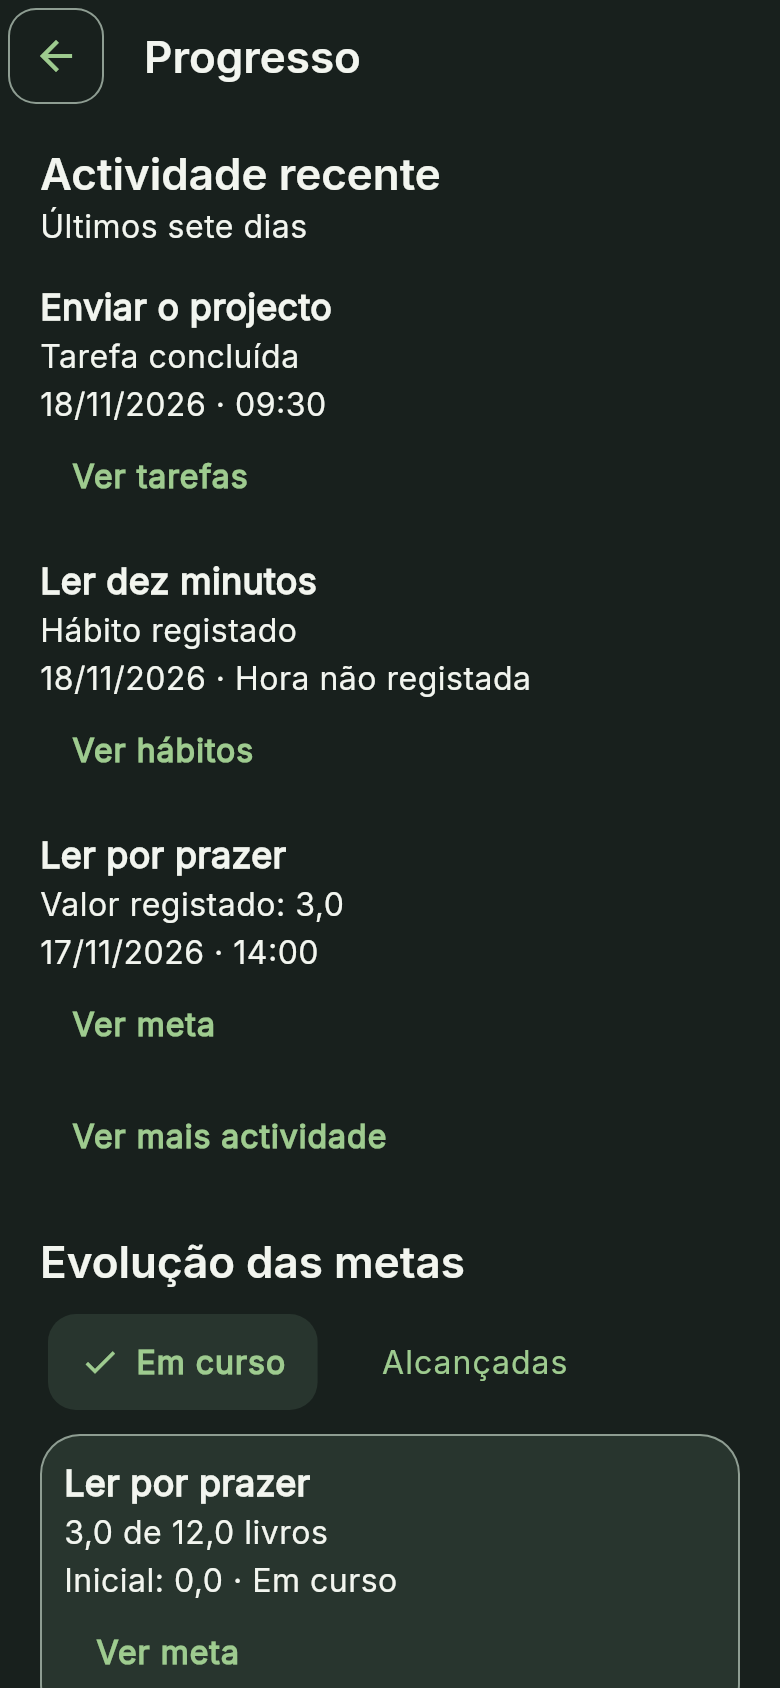 Progresso
Actividade recente
Últimos sete dias
Enviar o projecto
Tarefa concluída
18/11/2026 · 09:30
Ver tarefas
Ler dez minutos
Hábito registado
18/11/2026 · Hora não registada
Ver hábitos
Ler por prazer
Valor registado: 3,0
17/11/2026 · 14:00
Ver meta
Ver mais actividade
Evolução das metas
Em curso
Alcançadas
Ler por prazer
3,0 de 12,0 livros
Inicial: 0,0 · Em curso
Ver meta